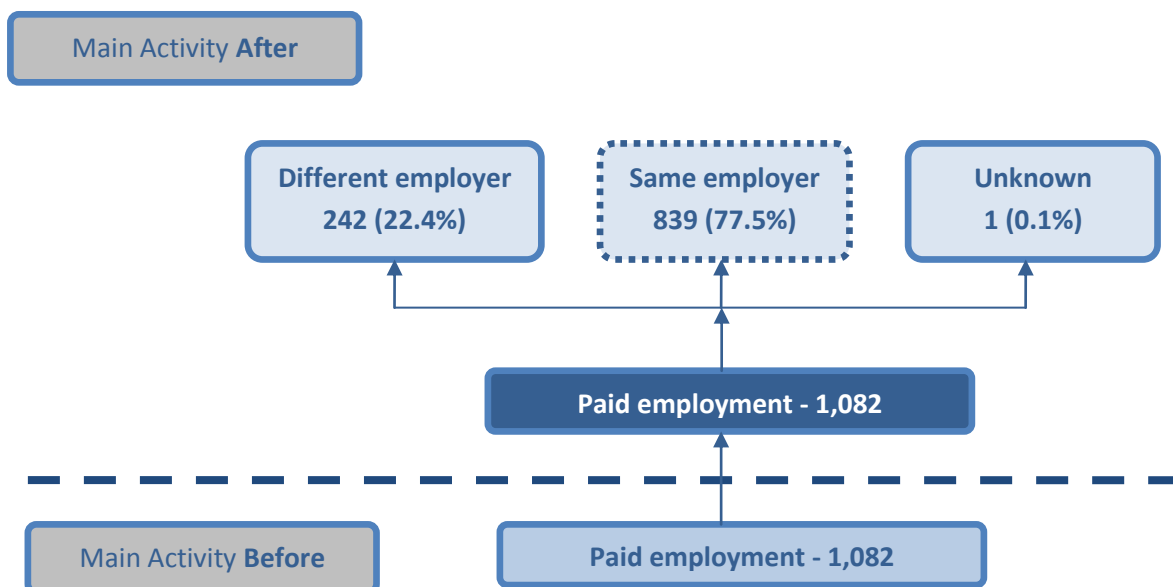 Main Activity After
Different employer
242 (22.4%)
Same employer
839 (77.5%)
Unknown
1 (0.1%)
Paid employment - 1,082
Main Activity Before
Paid employment - 1,082